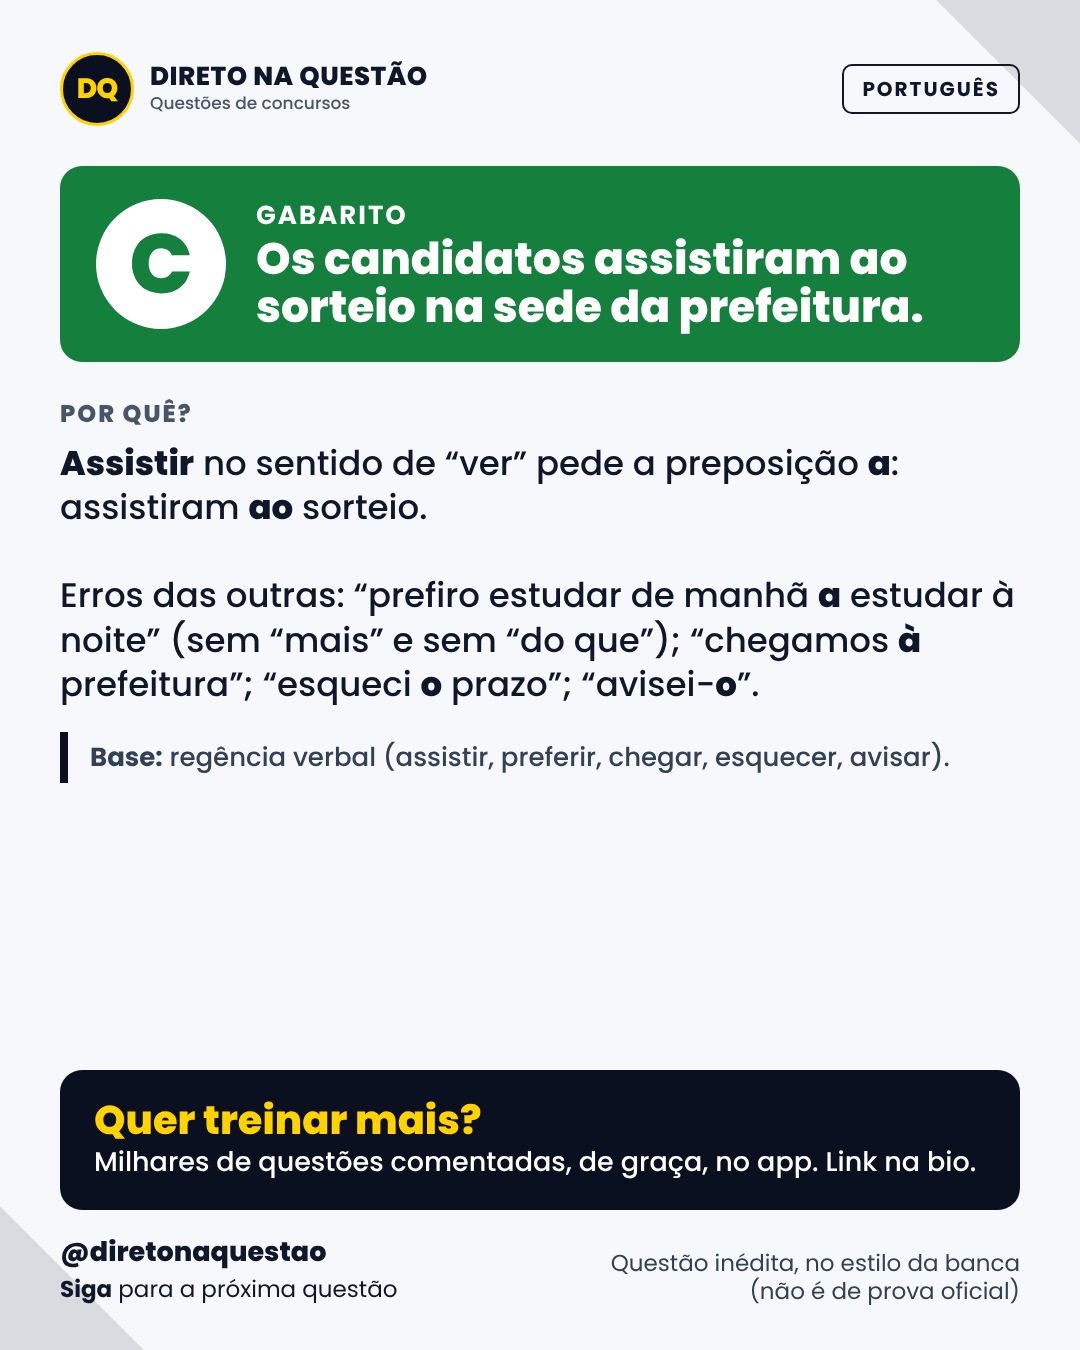 DQ
DIRETO NA QUESTÃO
Questões de concursos
PORTUGUÊS
C
GABARITO
Os candidatos assistiram ao
sorteio na sede da prefeitura.
POR QUÊ?
Assistir no sentido de “ver” pede a preposição a:
assistiram ao sorteio.
Erros das outras: “prefiro estudar de manhã a estudar à
noite” (sem “mais” e sem “do que”); “chegamos à
prefeitura”; “esqueci o prazo”; “avisei-o”.
Base: regência verbal (assistir, preferir, chegar, esquecer, avisar).
Quer treinar mais?
Milhares de questões comentadas, de graça, no app. Link na bio.
@diretonaquestao
Siga para a próxima questão
Questão inédita, no estilo da banca
(não é de prova oficial)